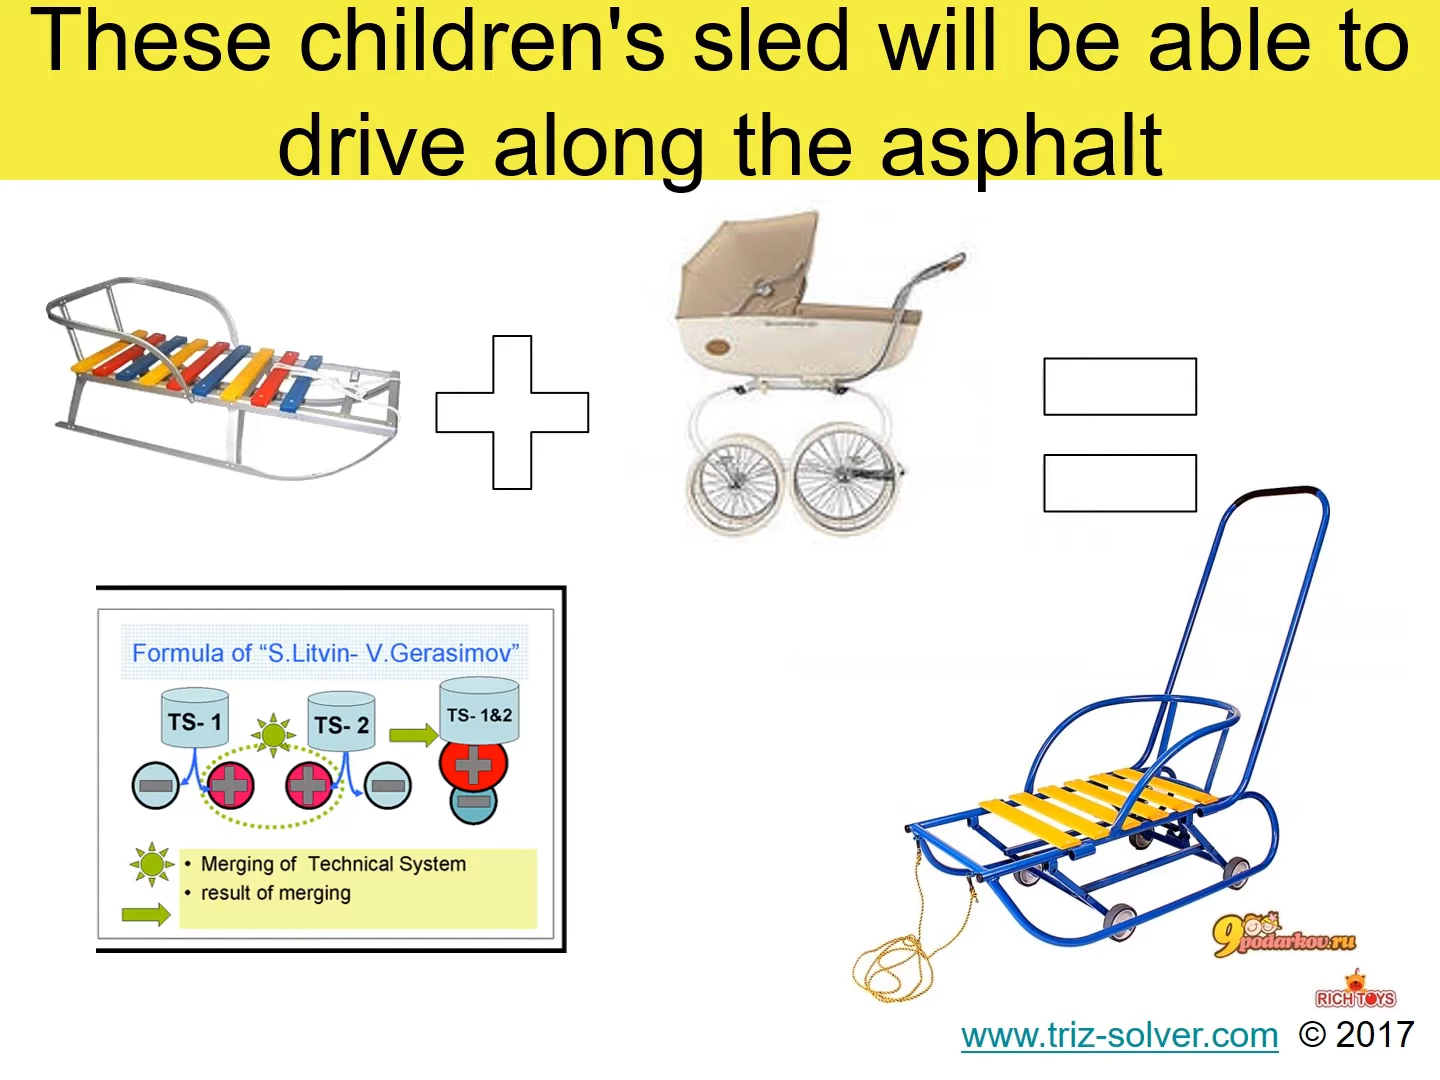 These children's sled will be able to
drive along the asphalt
Formula of “S.Litvin- V.Gerasimov”
TS- 1
TS- 2
TS- 1&2
• Merging of Technical System
• result of merging
9podarkov.ru
RICH TOYS
www.triz-solver.com © 2017